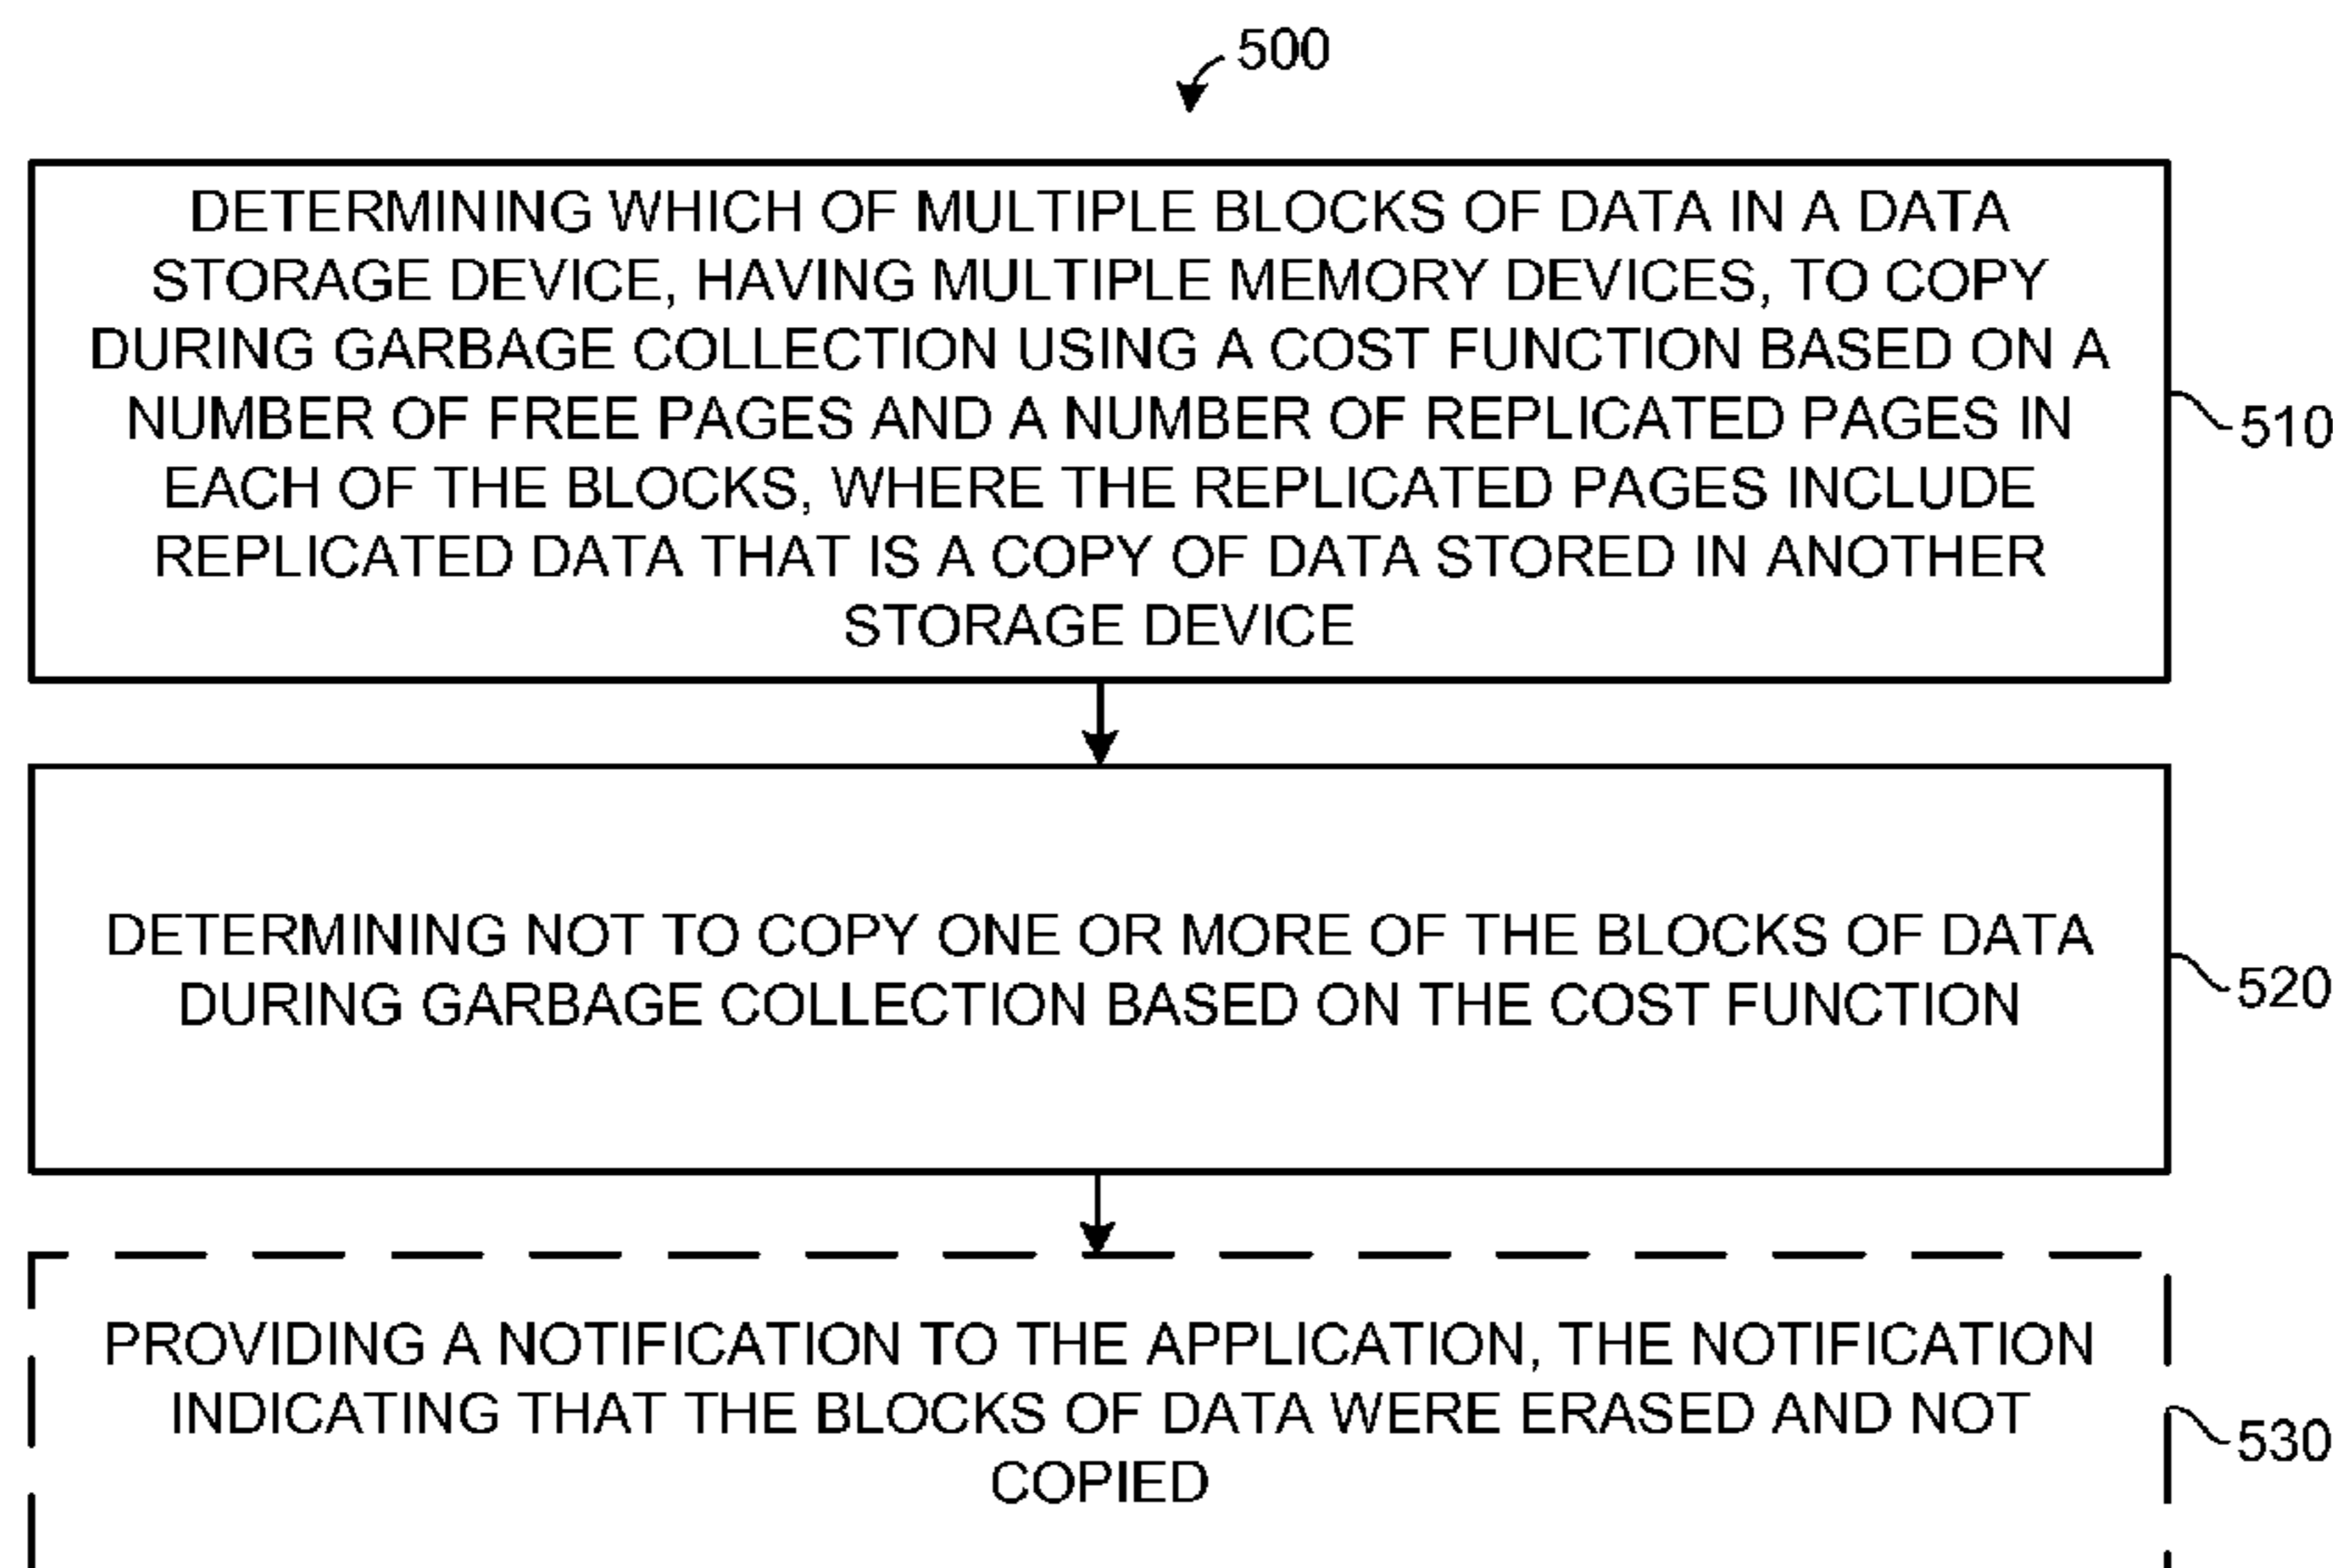 500
DETERMINING WHICH OF MULTIPLE BLOCKS OF DATA IN A DATA
STORAGE DEVICE, HAVING MULTIPLE MEMORY DEVICES, TO COPY
DURING GARBAGE COLLECTION USING A COST FUNCTION BASED ON A
NUMBER OF FREE PAGES AND A NUMBER OF REPLICATED PAGES IN
EACH OF THE BLOCKS, WHERE THE REPLICATED PAGES INCLUDE
REPLICATED DATA THAT IS A COPY OF DATA STORED IN ANOTHER
STORAGE DEVICE
510
DETERMINING NOT TO COPY ONE OR MORE OF THE BLOCKS OF DATA
DURING GARBAGE COLLECTION BASED ON THE COST FUNCTION
520
PROVIDING A NOTIFICATION TO THE APPLICATION, THE NOTIFICATION
INDICATING THAT THE BLOCKS OF DATA WERE ERASED AND NOT
COPIED
530